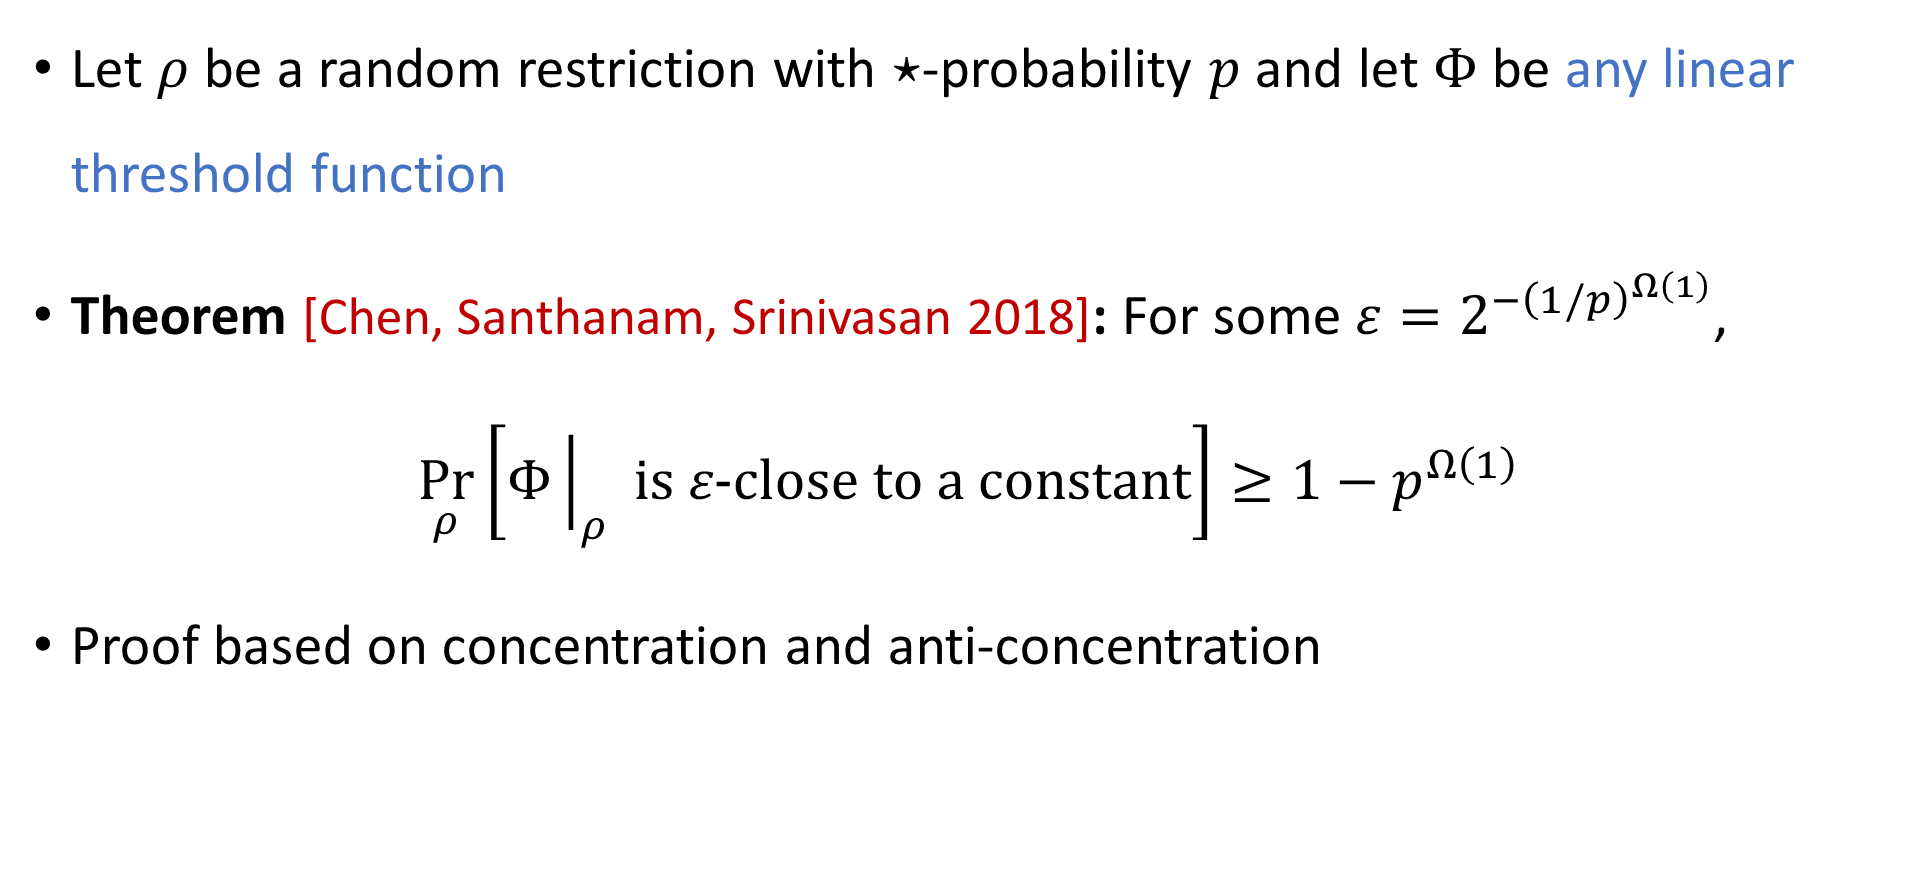 • Let ρ be a random restriction with ⋆-probability p and let Φ be any linear
threshold function
• Theorem [Chen, Santhanam, Srinivasan 2018]: For some ε = 2^{−(1/p)^{Ω(1)}},
Pr_ρ [Φ|_ρ is ε-close to a constant] ≥ 1 − p^{Ω(1)}
• Proof based on concentration and anti-concentration